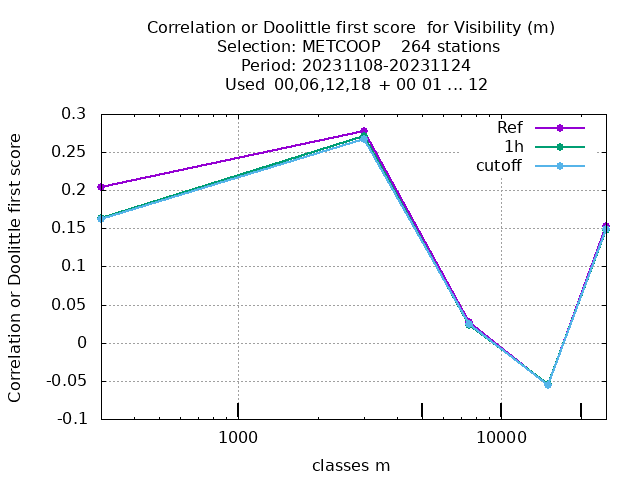 Correlation or Doolittle first score  for Visibility (m)
Selection: METCOOP    264 stations
Period: 20231108-20231124
Used  00,06,12,18 + 00 01 ... 12
Correlation or Doolittle first score
0.3
0.25
0.2
0.15
0.1
0.05
0
-0.05
-0.1
Ref
1h
cutoff
1000
10000
classes m